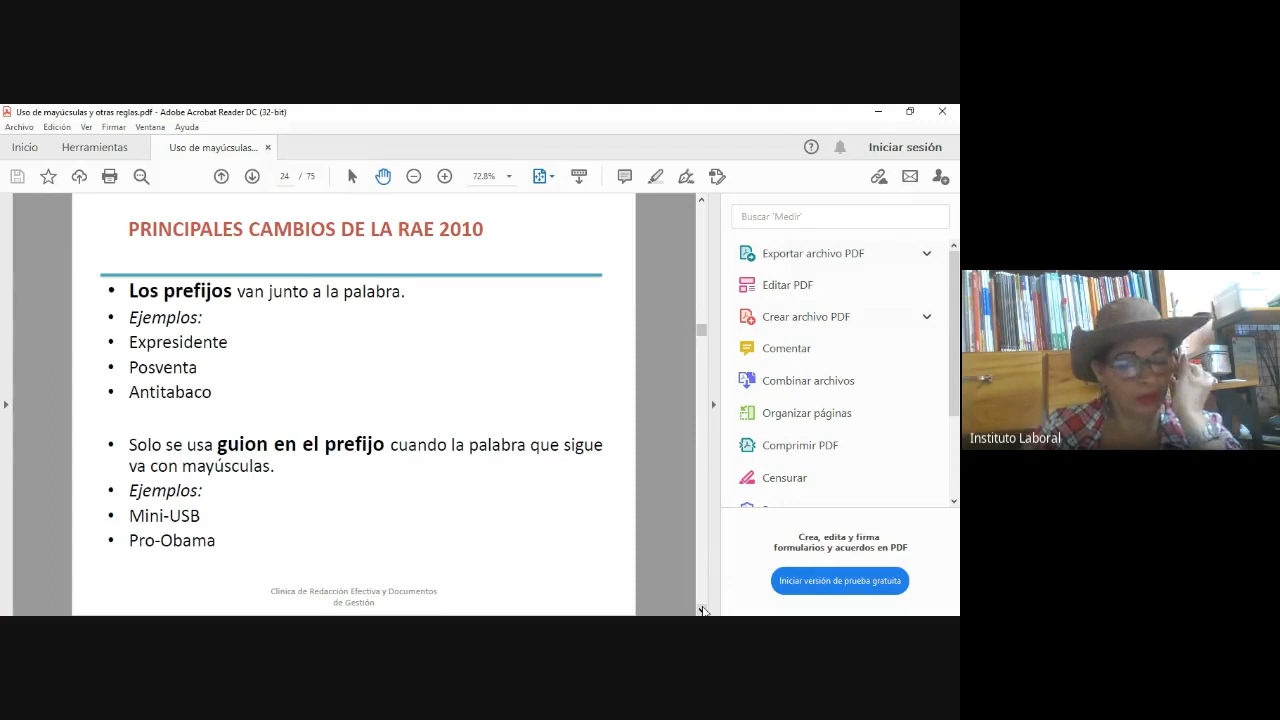 Uso de mayúcsulas y otras reglas.pdf - Adobe Acrobat Reader DC (32-bit)
Archivo Edición Ver Firmar Ventana Ayuda
Inicio Herramientas Uso de mayúcsulas... × Iniciar sesión
24 / 75 72.8%
PRINCIPALES CAMBIOS DE LA RAE 2010
• Los prefijos van junto a la palabra.
• Ejemplos:
• Expresidente
• Posventa
• Antitabaco
• Solo se usa guion en el prefijo cuando la palabra que sigue
va con mayúsculas.
• Ejemplos:
• Mini-USB
• Pro-Obama
Clínica de Redacción Efectiva y Documentos
de Gestión
Buscar 'Medir'
Exportar archivo PDF
Editar PDF
Crear archivo PDF
Comentar
Combinar archivos
Organizar páginas
Comprimir PDF
Censurar
Crea, edita y firma
formularios y acuerdos en PDF
Iniciar versión de prueba gratuita
Instituto Laboral